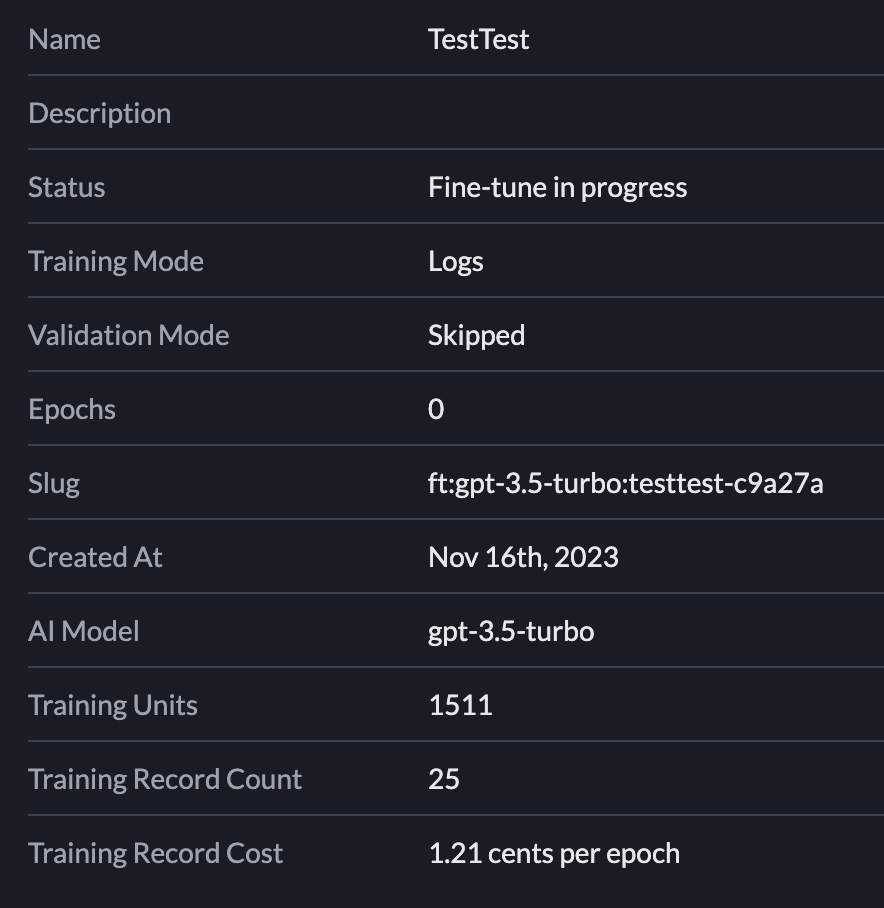 Name TestTest
Description
Status Fine-tune in progress
Training Mode Logs
Validation Mode Skipped
Epochs 0
Slug ft:gpt-3.5-turbo:testtest-c9a27a
Created At Nov 16th, 2023
AI Model gpt-3.5-turbo
Training Units 1511
Training Record Count 25
Training Record Cost 1.21 cents per epoch